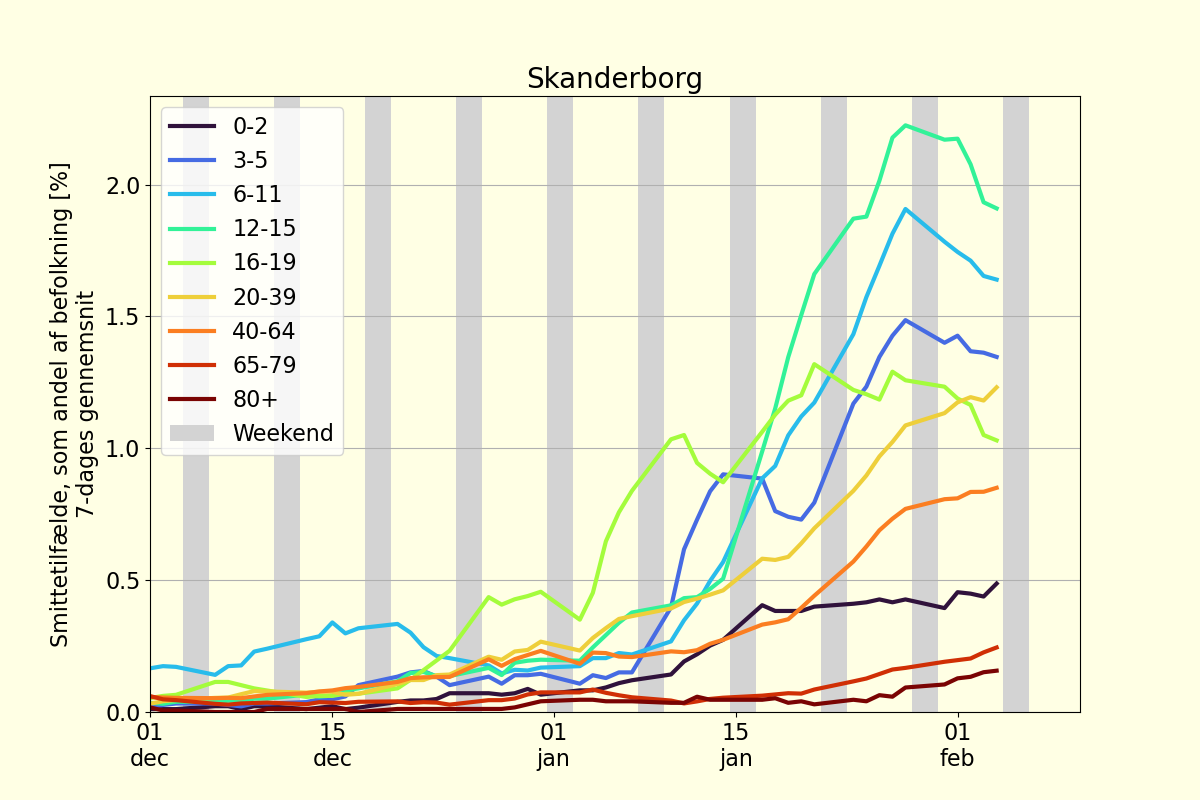 Skanderborg
Smittetilfælde, som andel af befolkning [%]
7-dages gennemsnit
2.0
1.5
1.0
0.5
0.0
0-2
3-5
6-11
12-15
16-19
20-39
40-64
65-79
80+
Weekend
01
dec
15
dec
01
jan
15
jan
01
feb